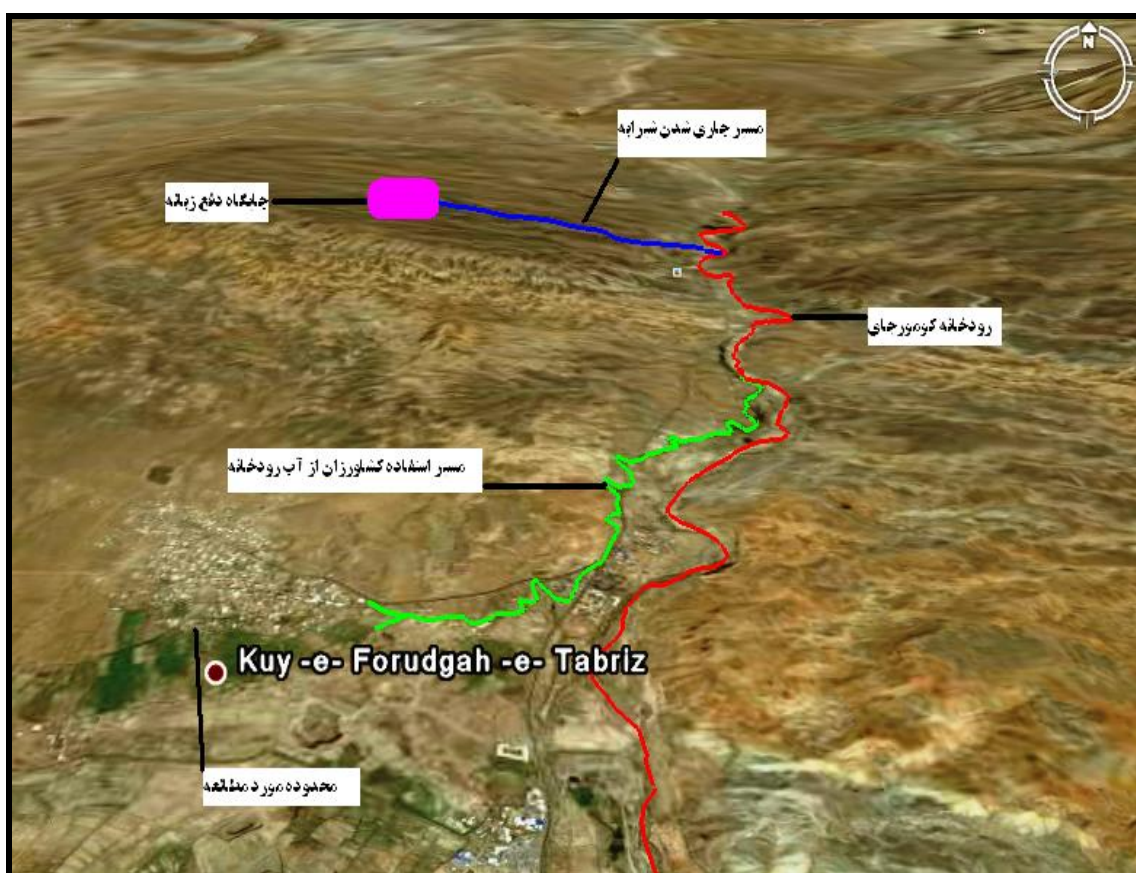 N
مسیر جاری شدن شیرابه
جایگاه دفع زباله
رودخانه کومورچای
مسیر استفاده کشاورزان از آب رودخانه
Kuy -e- Forudgah -e- Tabriz
محدوده مورد مطالعه